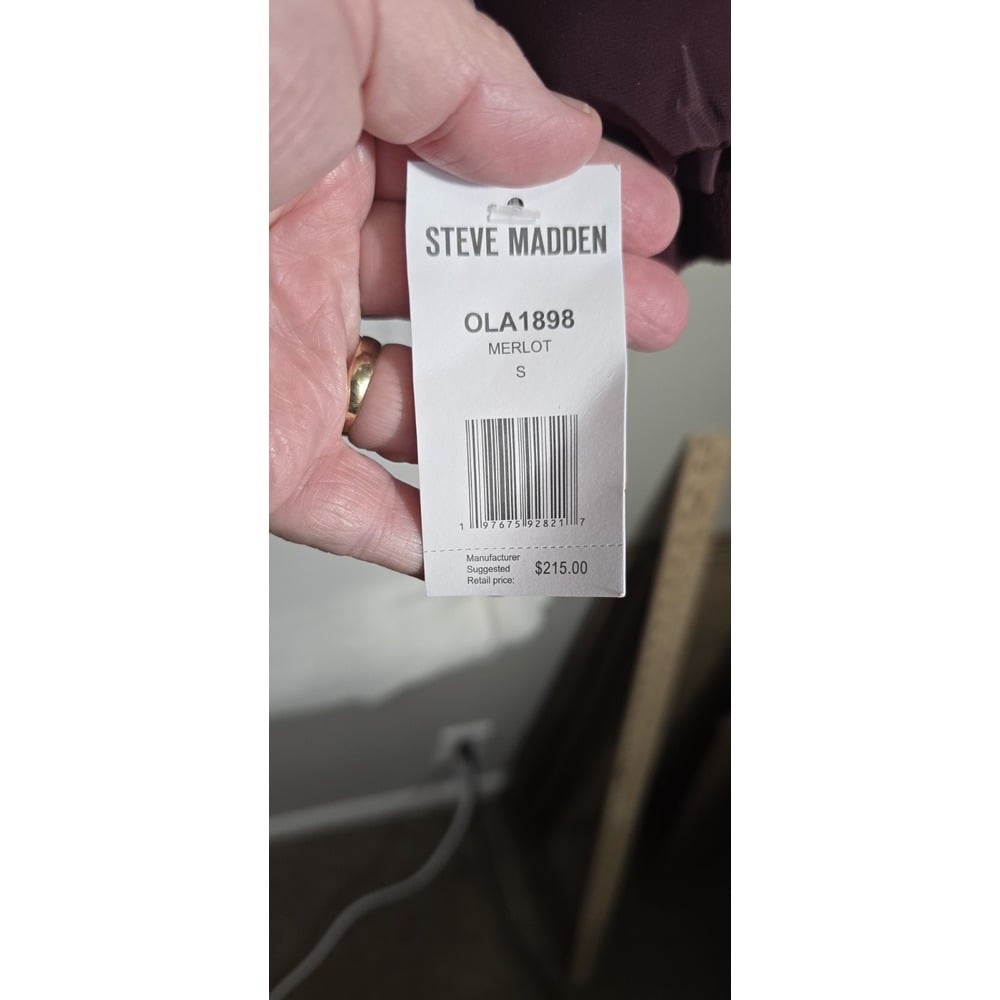 STEVE MADDEN
OLA1898
MERLOT
S
1 97675 92821 7
Manufacturer
Suggested
Retail price:
$215.00